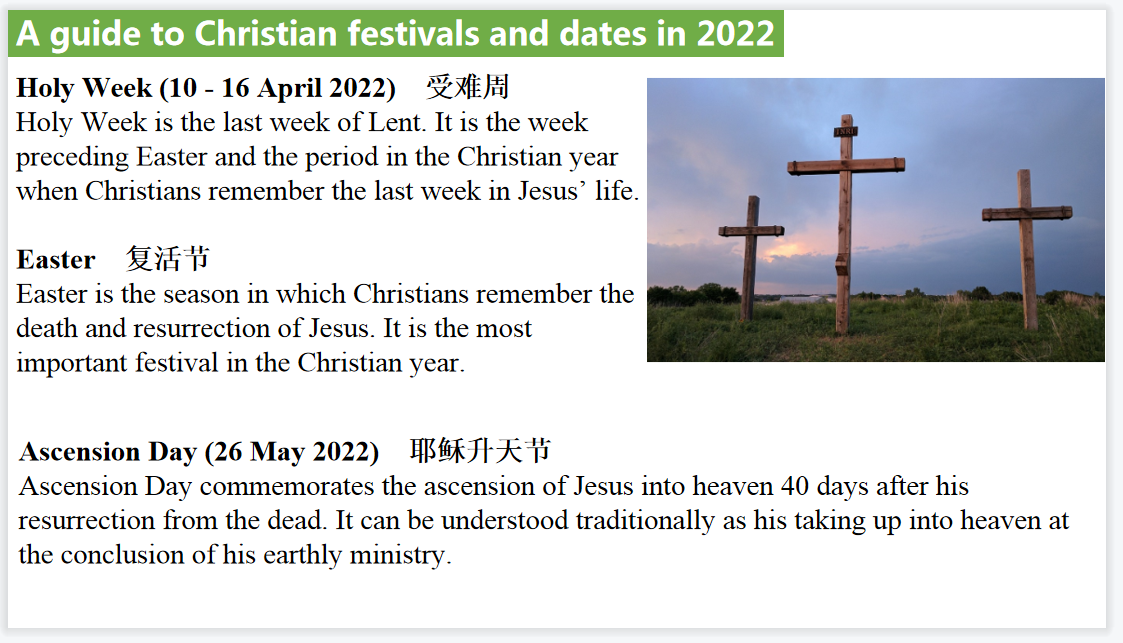 A guide to Christian festivals and dates in 2022
Holy Week (10 - 16 April 2022) 受难周
Holy Week is the last week of Lent. It is the week
preceding Easter and the period in the Christian year
when Christians remember the last week in Jesus’ life.
Easter 复活节
Easter is the season in which Christians remember the
death and resurrection of Jesus. It is the most
important festival in the Christian year.
INRI
Ascension Day (26 May 2022) 耶稣升天节
Ascension Day commemorates the ascension of Jesus into heaven 40 days after his
resurrection from the dead. It can be understood traditionally as his taking up into heaven at
the conclusion of his earthly ministry.